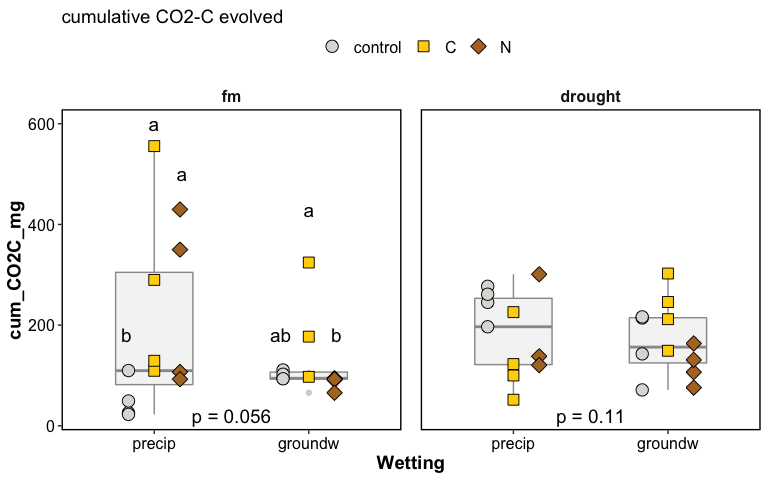 cumulative CO2-C evolved
control C N
fm drought
cum_CO2C_mg
600
400
200
0
a
a
b
a
ab b
p = 0.056
p = 0.11
precip groundw precip groundw
Wetting